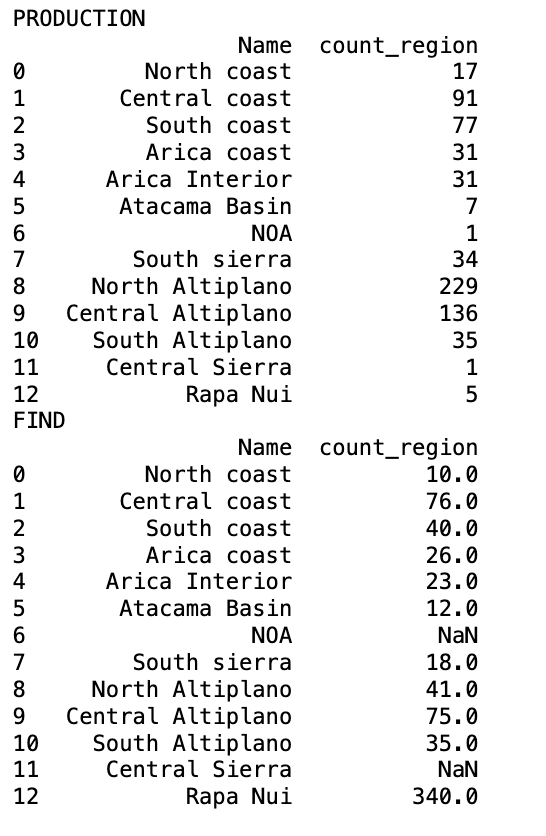 PRODUCTION
Name count_region
0 North coast 17
1 Central coast 91
2 South coast 77
3 Arica coast 31
4 Arica Interior 31
5 Atacama Basin 7
6 NOA 1
7 South sierra 34
8 North Altiplano 229
9 Central Altiplano 136
10 South Altiplano 35
11 Central Sierra 1
12 Rapa Nui 5
FIND
Name count_region
0 North coast 10.0
1 Central coast 76.0
2 South coast 40.0
3 Arica coast 26.0
4 Arica Interior 23.0
5 Atacama Basin 12.0
6 NOA NaN
7 South sierra 18.0
8 North Altiplano 41.0
9 Central Altiplano 75.0
10 South Altiplano 35.0
11 Central Sierra NaN
12 Rapa Nui 340.0